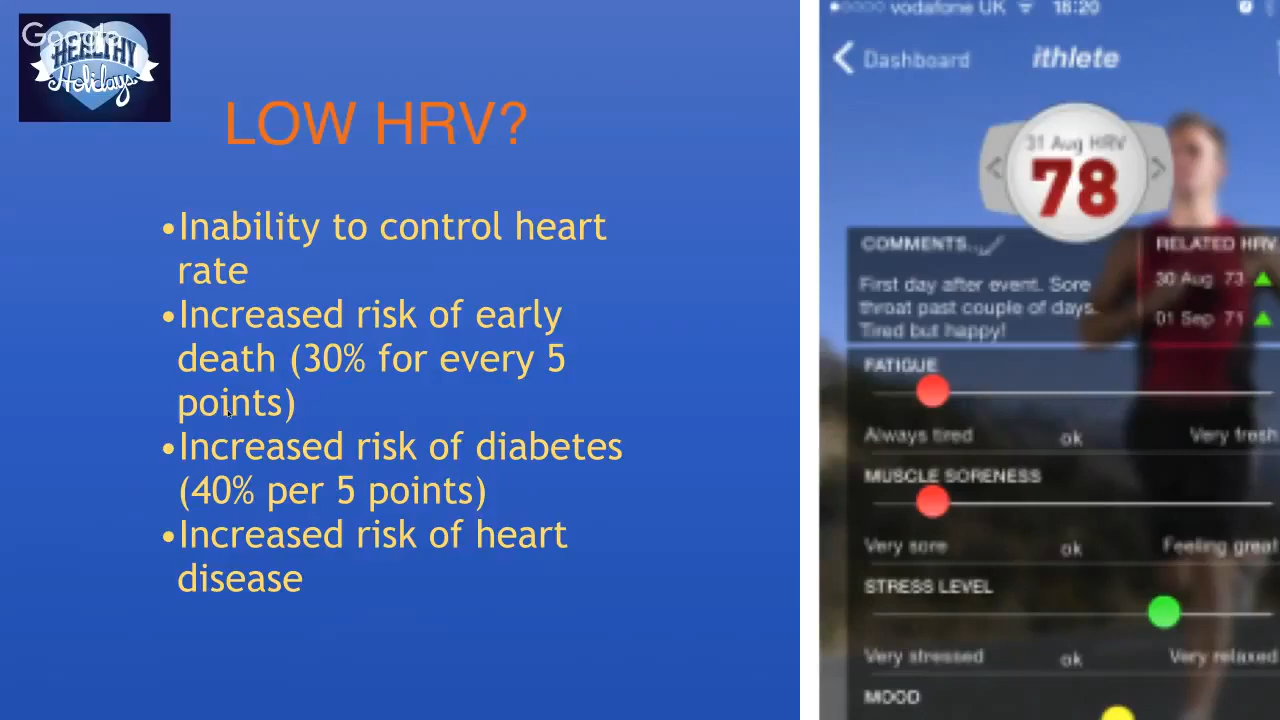 Google
HEALTHY
Holidays
LOW HRV?
•Inability to control heart
rate
•Increased risk of early
death (30% for every 5
points)
•Increased risk of diabetes
(40% per 5 points)
•Increased risk of heart
disease
vodafone UK 18:20
Dashboard ithlete
31 Aug HRV
78
COMMENTS
First day after event. Sore
throat past couple of days.
Tired but happy!
RELATED HRV
30 Aug 73
01 Sep 71
FATIGUE
Always tired ok Very fresh
MUSCLE SORENESS
Very sore ok Feeling great
STRESS LEVEL
Very stressed ok Very relaxed
MOOD